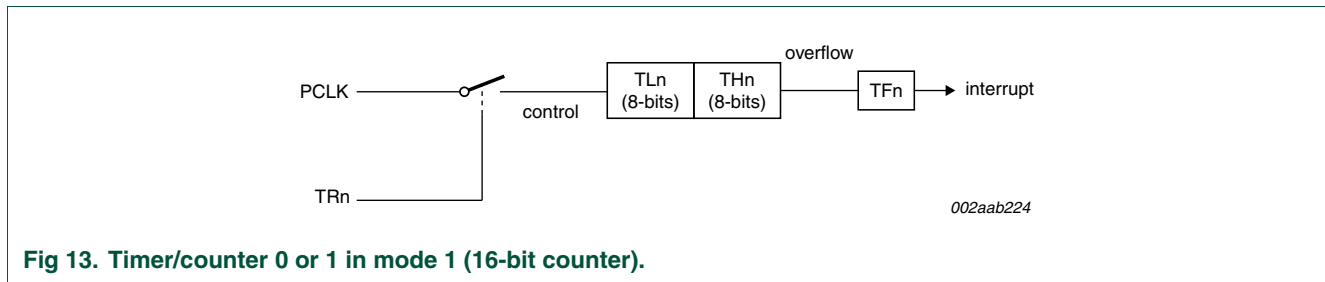 overflow
PCLK
TLn
(8-bits)
THn
(8-bits)
TFn
interrupt
control
TRn
002aab224
Fig 13. Timer/counter 0 or 1 in mode 1 (16-bit counter).